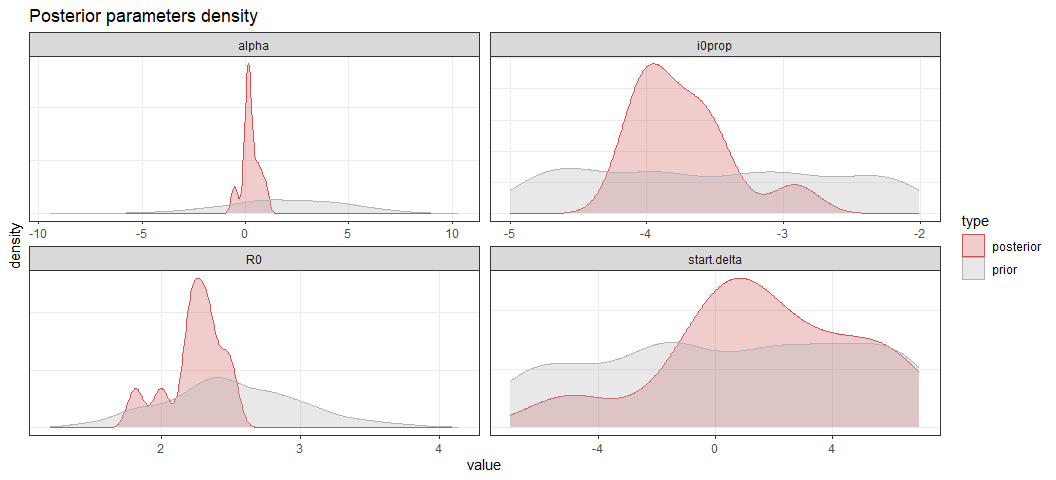 Posterior parameters density
alpha
i0prop
-10 -5 0 5 10
-5 -4 -3 -2
R0
start.delta
2 3 4
-4 0 4
density
value
type
posterior
prior